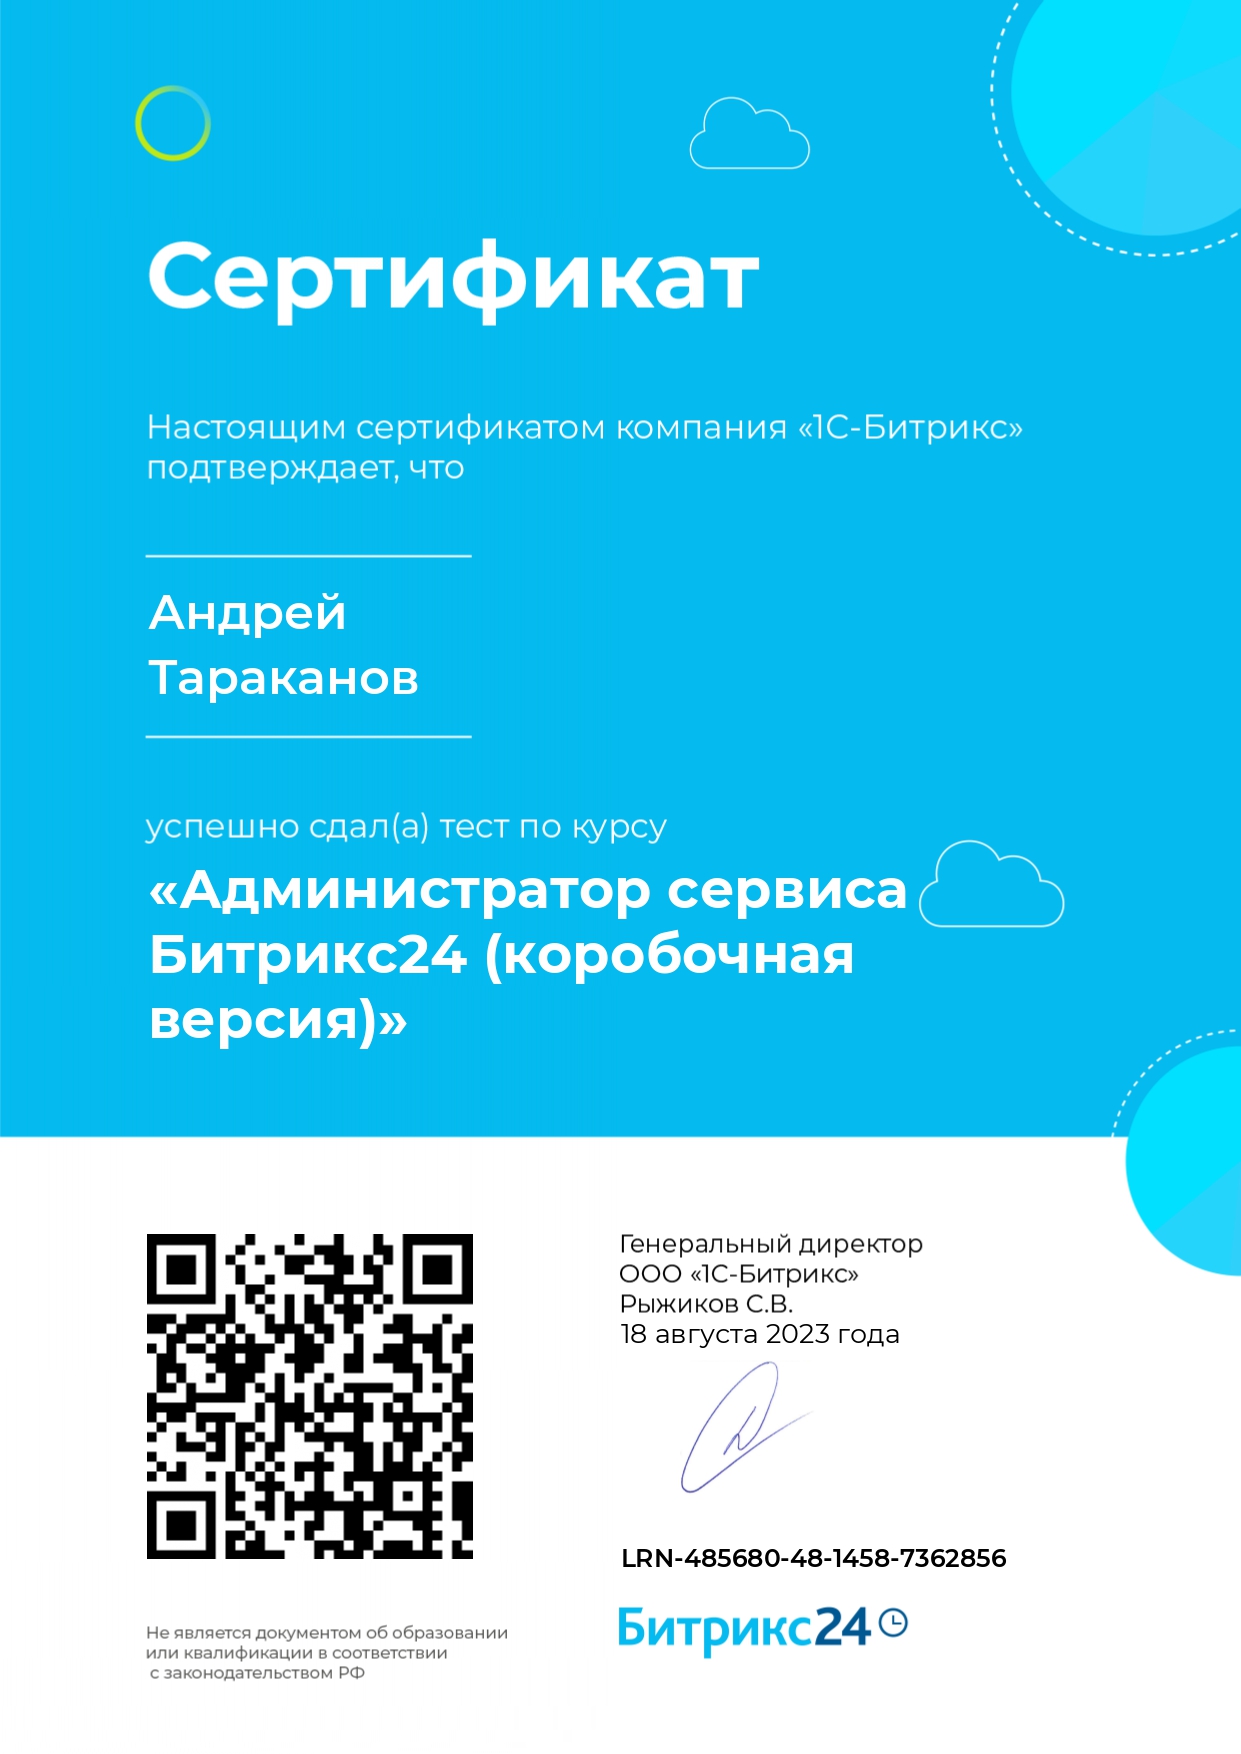 Сертификат
Настоящим сертификатом компания «1С-Битрикс»
подтверждает, что
Андрей
Тараканов
успешно сдал(а) тест по курсу
«Администратор сервиса
Битрикс24 (коробочная
версия)»
Генеральный директор
ООО «1С-Битрикс»
Рыжиков С.В.
18 августа 2023 года
LRN-485680-48-1458-7362856
Битрикс24
Не является документом об образовании
или квалификации в соответствии
с законодательством РФ